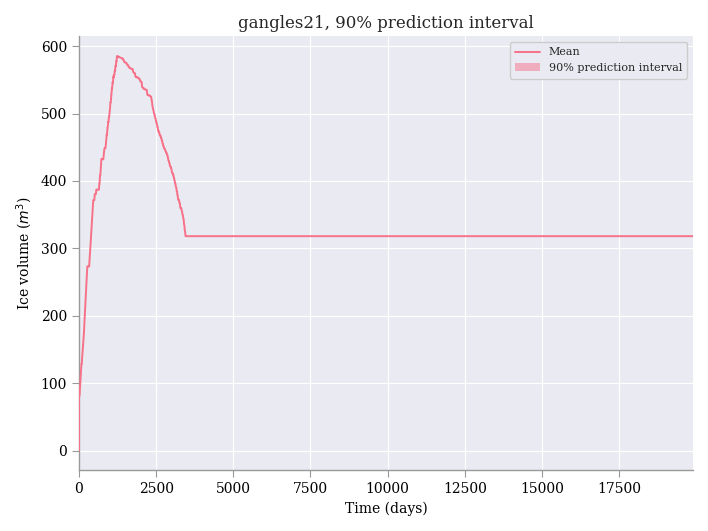 gangles21, 90% prediction interval
Mean
90% prediction interval
600
500
400
300
200
100
0
Ice volume (m³)
0 2500 5000 7500 10000 12500 15000 17500
Time (days)